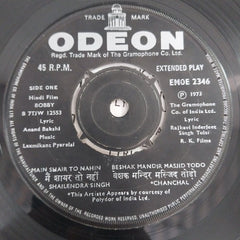 TRADE MARK
ODEON
Regd. Trade Mark of The Gramophone Co. of India Ltd.
45 R.P.M.
EXTENDED PLAY
EMOE 2346
SIDE ONE
Hindi Film
BOBBY
B 7TJW 12553
Lyric
Anand Bakshi
Music
Laxmikant Pyarelal
℗ 1973
The Gramophone
Co. of India Ltd.
Lyric
Rajkavi Inderjeet
Singh Tulsi
R. K. Films
LY
MAIN SHAIR TO NAHIN
मैं शायर तो नहीं
SHAILENDRA SINGH
BESHAK MANDIR MASJID TODO
बेशक मन्दिर मस्जिद तोड़ो
*CHANCHAL
*This Artiste Appears by courtesy of
Polydor of India Ltd.